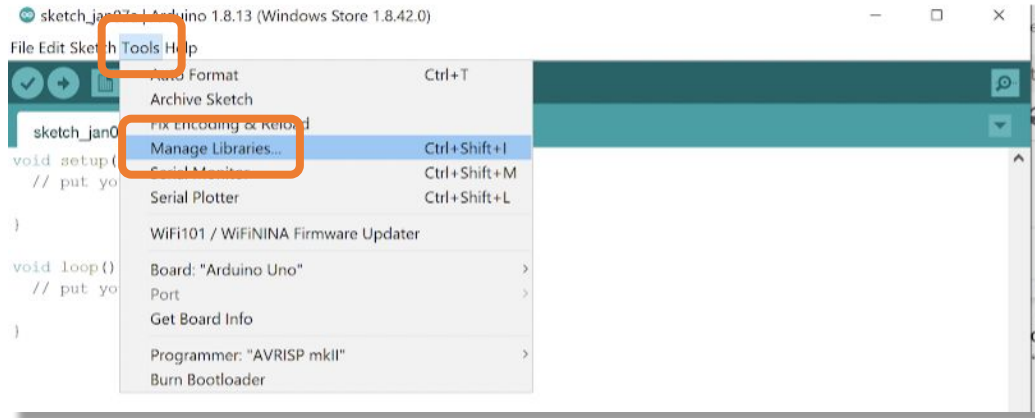 sketch_jan07a | Arduino 1.8.13 (Windows Store 1.8.42.0)
File Edit Sketch Tools Help
Auto Format Ctrl+T
Archive Sketch
Fix Encoding & Reload
sketch_jan0
Manage Libraries... Ctrl+Shift+I
void setup(
Serial Monitor Ctrl+Shift+M
// put yo
Serial Plotter Ctrl+Shift+L
}
WiFi101 / WiFiNINA Firmware Updater
void loop()
Board: "Arduino Uno"
// put yo
Port
Get Board Info
}
Programmer: "AVRISP mkII"
Burn Bootloader